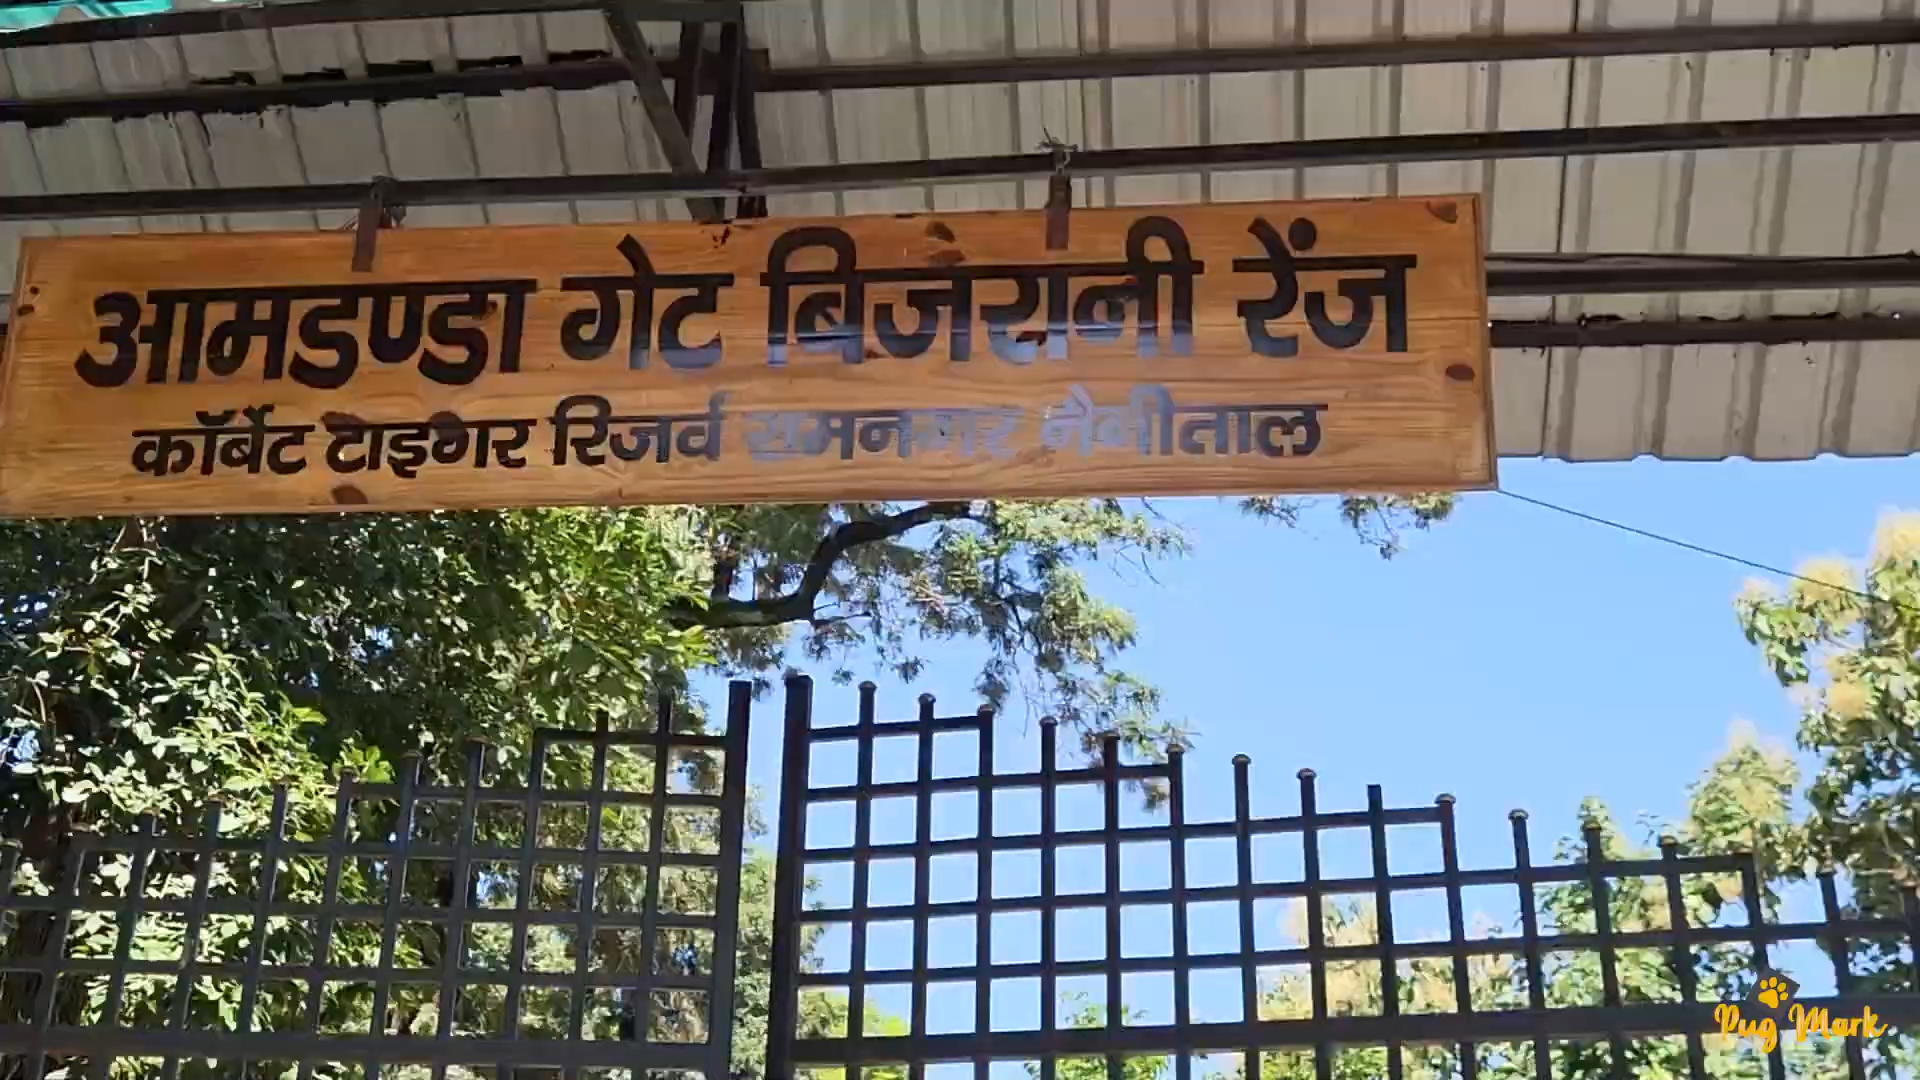 आमडण्डा गेट बिजरानी रेंज
कॉर्बेट टाइगर रिजर्व रामनगर नैनीताल
Pug Mark